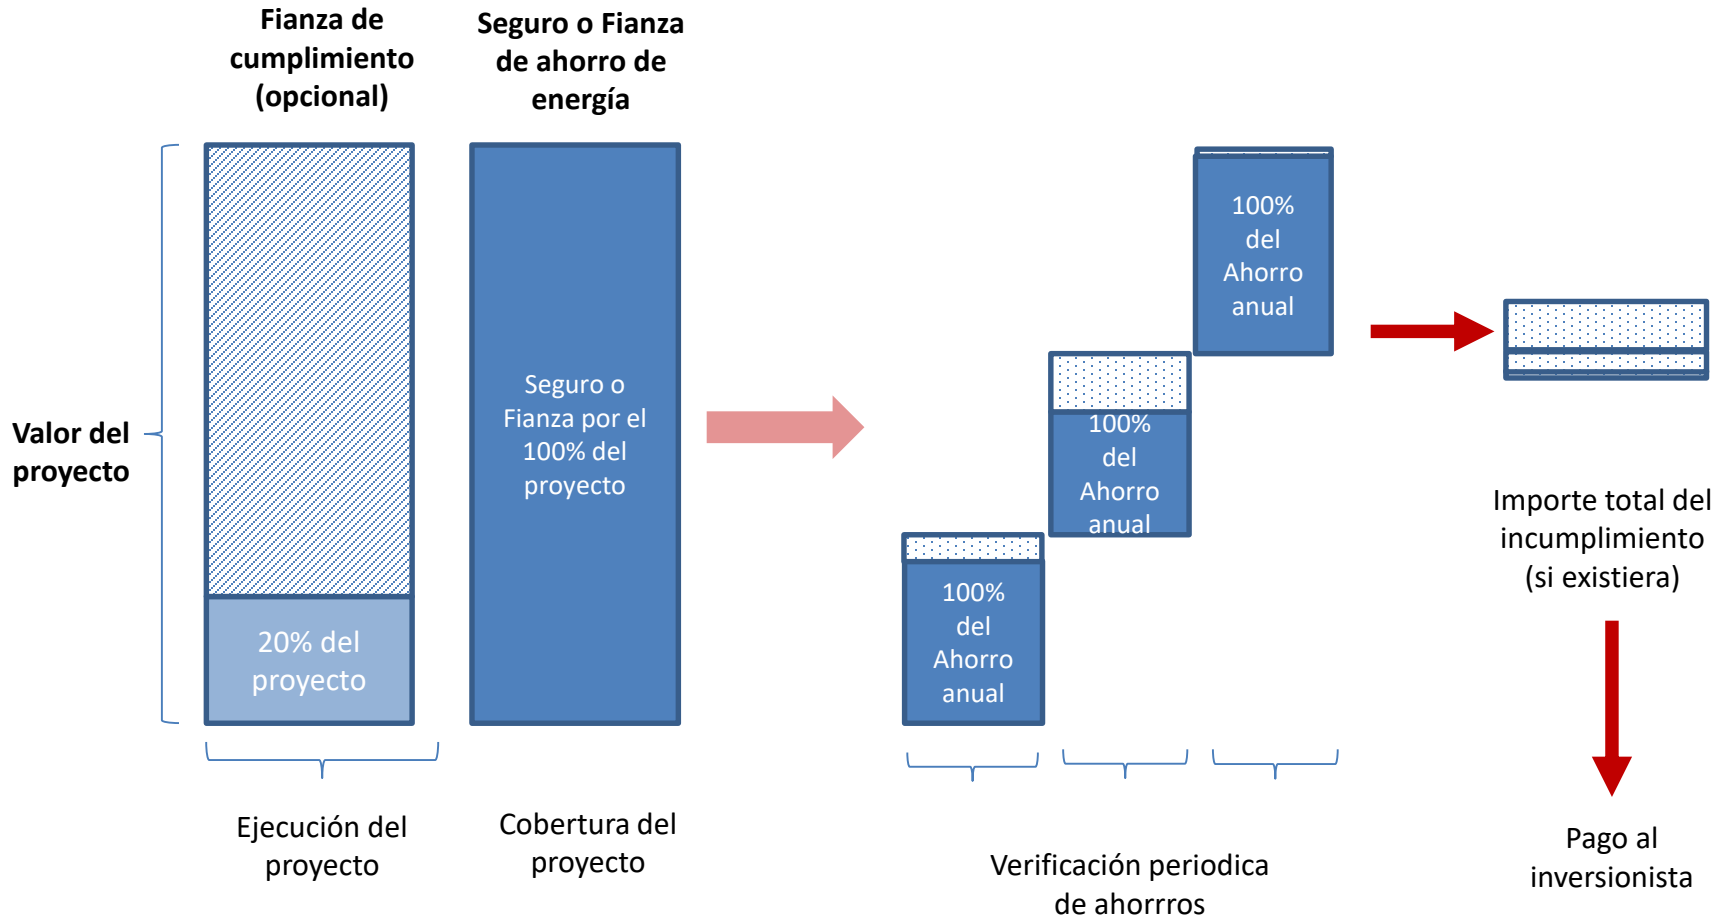 Fianza de
cumplimiento
(opcional)
Seguro o Fianza
de ahorro de
energía
Valor del
proyecto
20% del
proyecto
Seguro o
Fianza por el
100% del
proyecto
100%
del
Ahorro
anual
100%
del
Ahorro
anual
100%
del
Ahorro
anual
Importe total del
incumplimiento
(si existiera)
Ejecución del
proyecto
Cobertura del
proyecto
Verificación periodica
de ahorrros
Pago al
inversionista